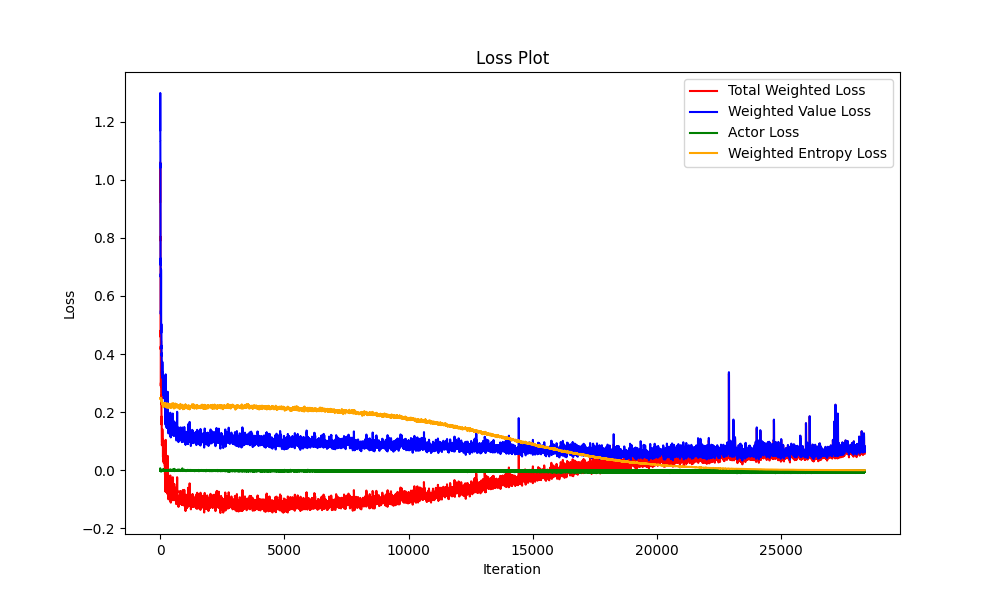 Loss Plot
Total Weighted Loss
Weighted Value Loss
Actor Loss
Weighted Entropy Loss
Loss
1.2
1.0
0.8
0.6
0.4
0.2
0.0
−0.2
0
5000
10000
15000
20000
25000
Iteration